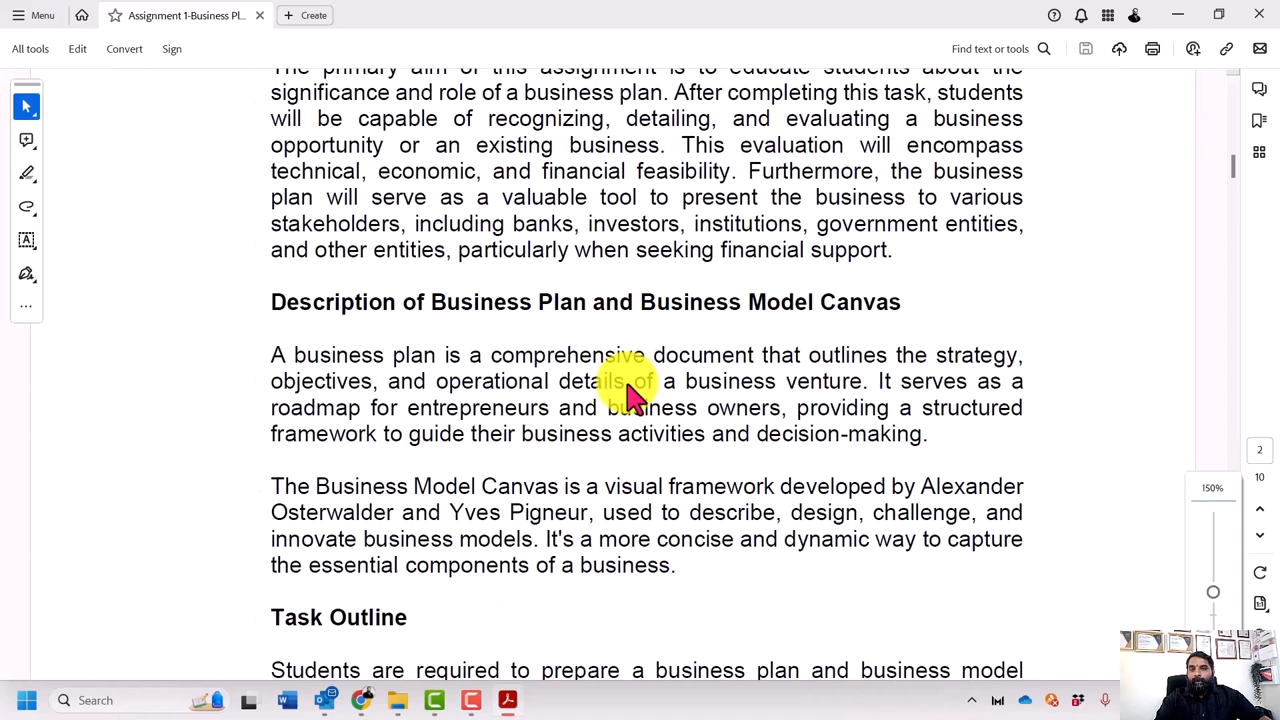 Menu
Assignment 1-Business Pl...
Create
All tools
Edit
Convert
Sign
Find text or tools
The primary aim of this assignment is to educate students about the
significance and role of a business plan. After completing this task, students
will be capable of recognizing, detailing, and evaluating a business
opportunity or an existing business. This evaluation will encompass
technical, economic, and financial feasibility. Furthermore, the business
plan will serve as a valuable tool to present the business to various
stakeholders, including banks, investors, institutions, government entities,
and other entities, particularly when seeking financial support.
Description of Business Plan and Business Model Canvas
A business plan is a comprehensive document that outlines the strategy,
objectives, and operational details of a business venture. It serves as a
roadmap for entrepreneurs and business owners, providing a structured
framework to guide their business activities and decision-making.
The Business Model Canvas is a visual framework developed by Alexander
Osterwalder and Yves Pigneur, used to describe, design, challenge, and
innovate business models. It's a more concise and dynamic way to capture
the essential components of a business.
Task Outline
Students are required to prepare a business plan and business model
2
10
150%
Search